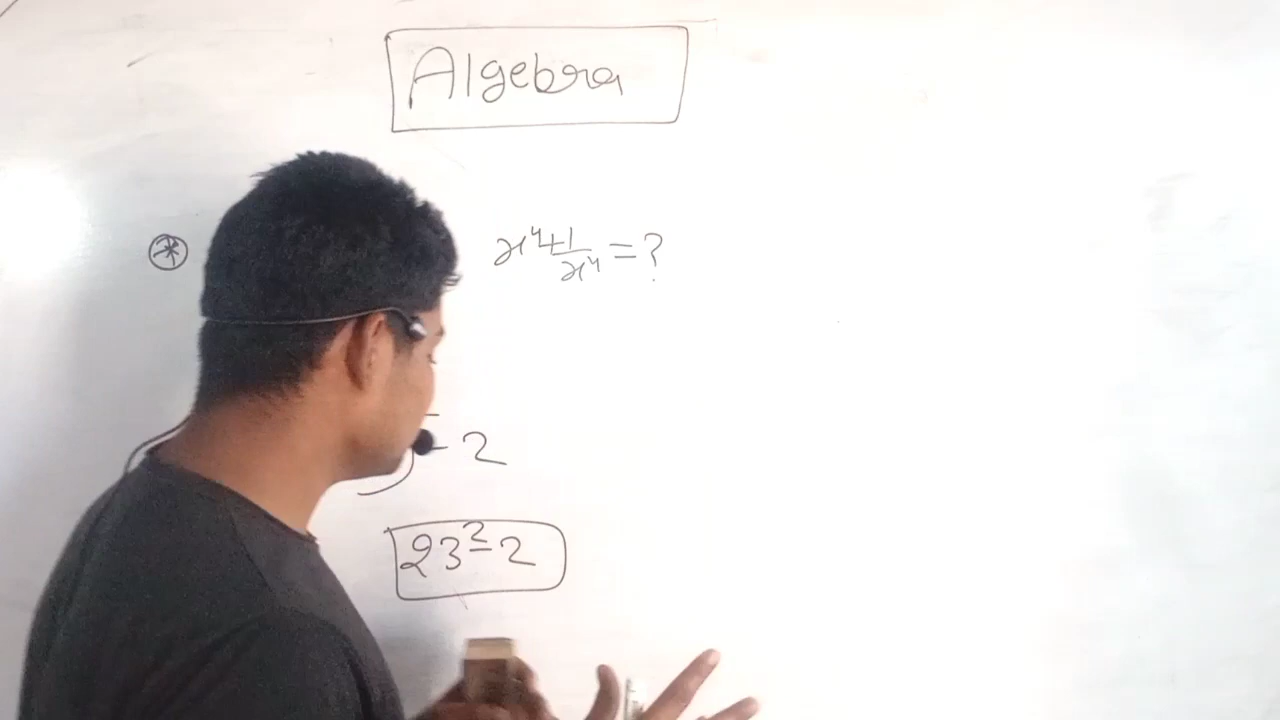 Algebra
* x⁴+1/x⁴ = ?
- 2
23² - 2